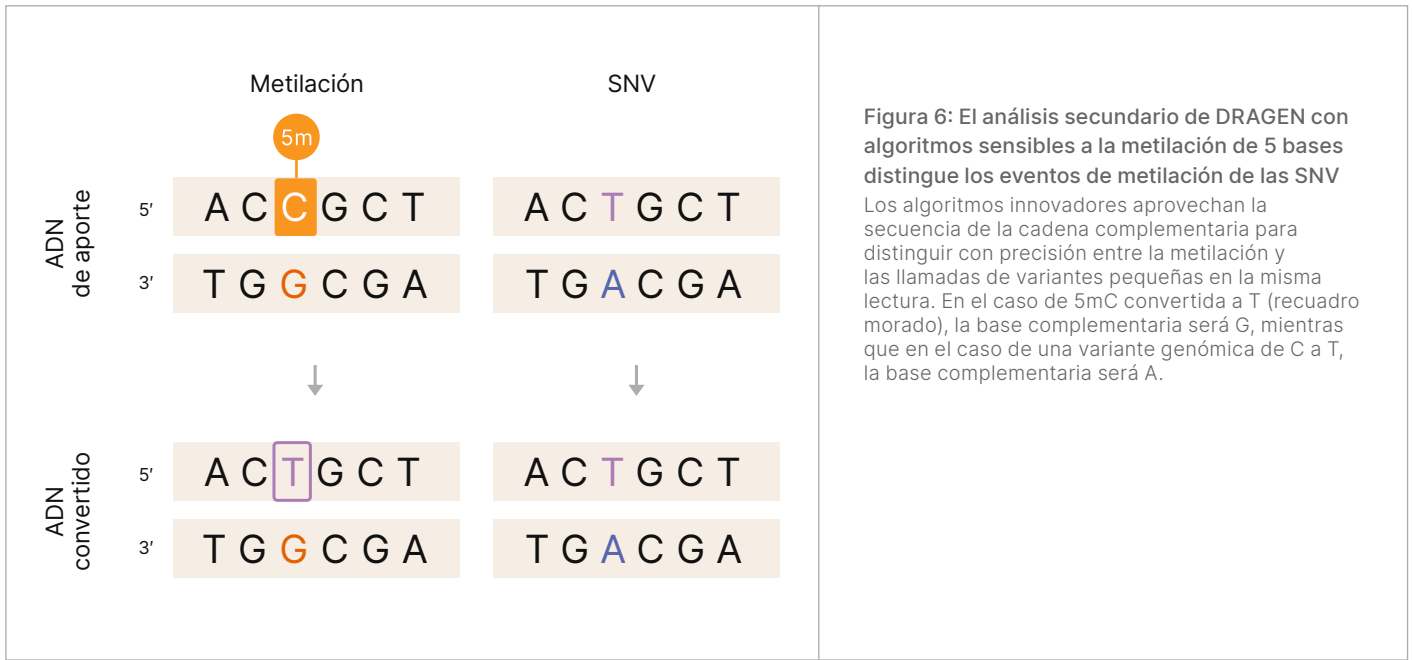 Metilación
SNV
5m
ADN
de aporte
5′
A C C G C T
A C T G C T
3′
T G G C G A
T G A C G A
↓
↓
ADN
convertido
5′
A C T G C T
A C T G C T
3′
T G G C G A
T G A C G A
Figura 6: El análisis secundario de DRAGEN con
algoritmos sensibles a la metilación de 5 bases
distingue los eventos de metilación de las SNV
Los algoritmos innovadores aprovechan la
secuencia de la cadena complementaria para
distinguir con precisión entre la metilación y
las llamadas de variantes pequeñas en la misma
lectura. En el caso de 5mC convertida a T (recuadro
morado), la base complementaria será G, mientras
que en el caso de una variante genómica de C a T,
la base complementaria será A.